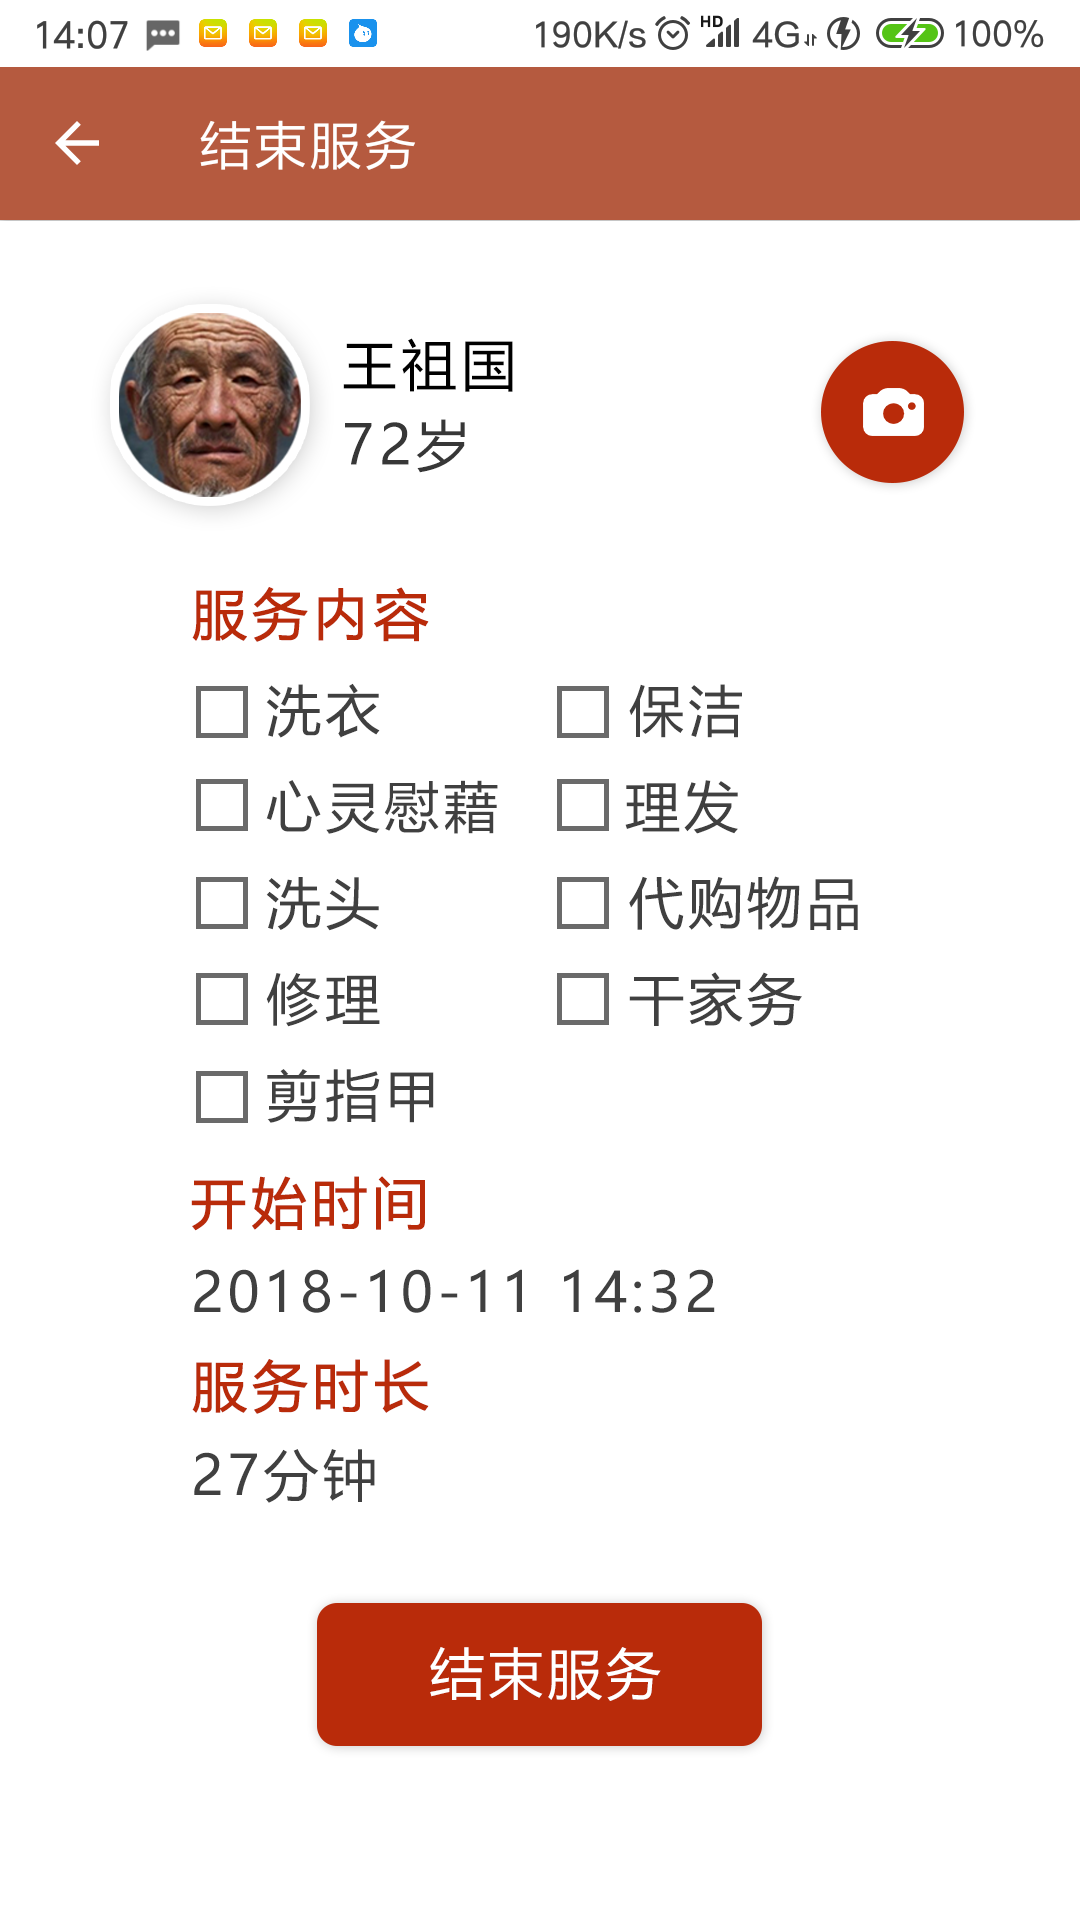 14:07 190K/s HD 4G 100%
结束服务
王祖国
72岁
服务内容
洗衣 保洁
心灵慰藉 理发
洗头 代购物品
修理 干家务
剪指甲
开始时间
2018-10-11 14:32
服务时长
27分钟
结束服务